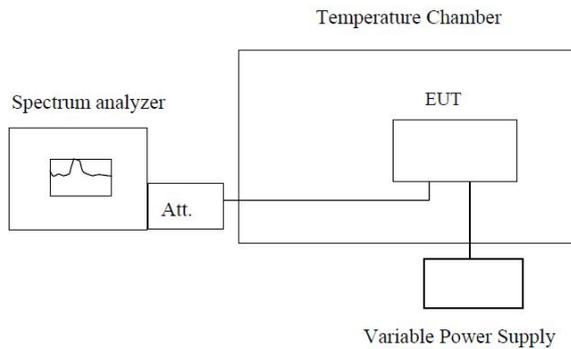 Temperature Chamber
Spectrum analyzer
EUT
Att.
Variable Power Supply